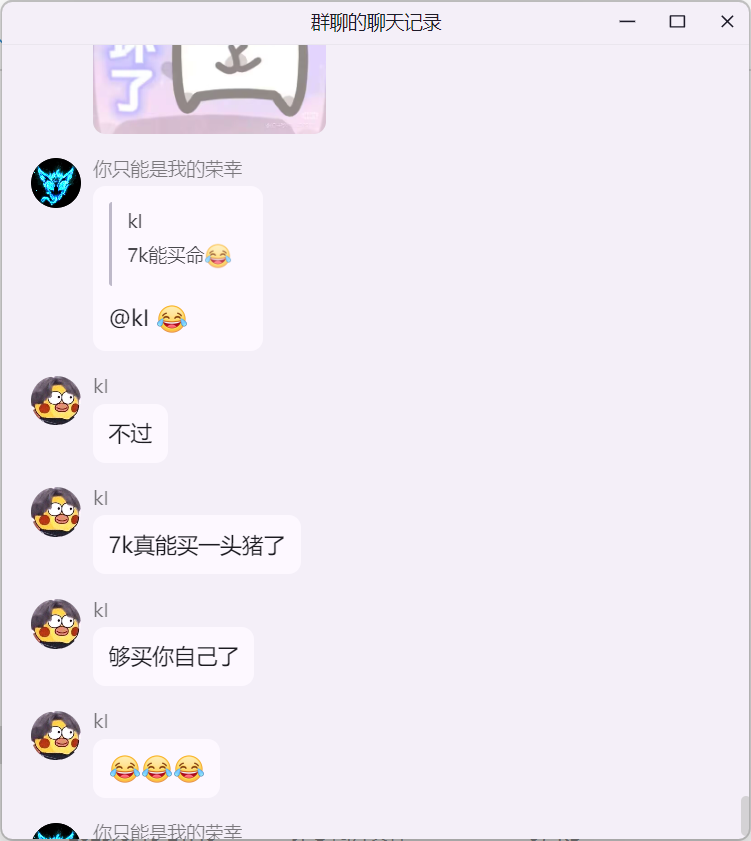 群聊的聊天记录
坏了
你只能是我的荣幸
kl
7k能买命😂
@kl 😂
kl
不过
kl
7k真能买一头猪了
kl
够买你自己了
kl
😂😂😂
你只能是我的荣幸